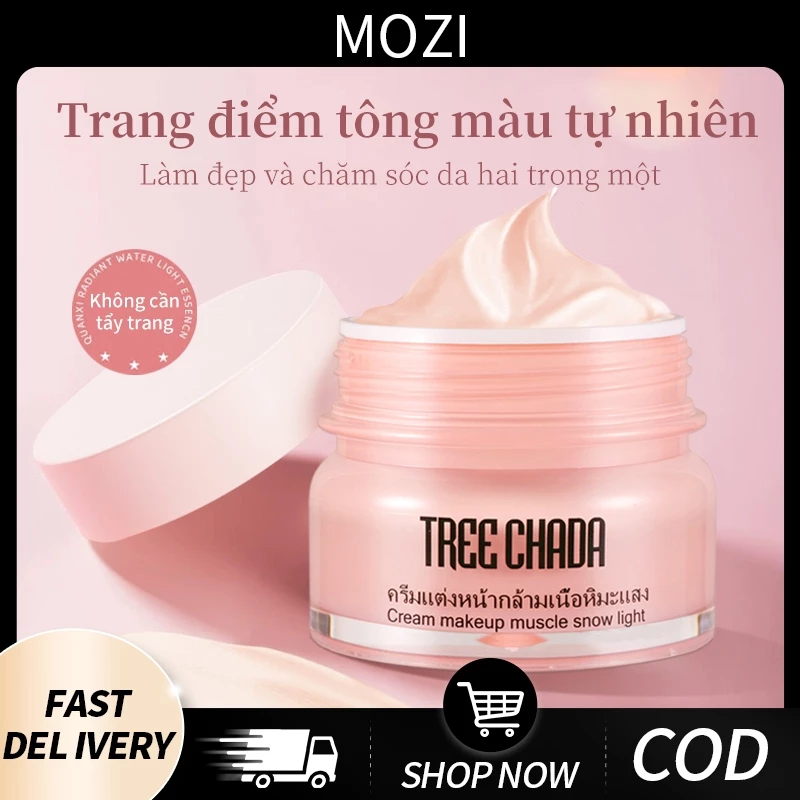 MOZI
Trang điểm tông màu tự nhiên
Làm đẹp và chăm sóc da hai trong một
QUANXI RADIANT WATER LIGHT ESSENCN
Không cần
tẩy trang
TREE CHADA
ครีมแต่งหน้ากล้ามเนื้อหิมะแสง
Cream makeup muscle snow light
FAST
DEL IVERY
SHOP NOW
COD